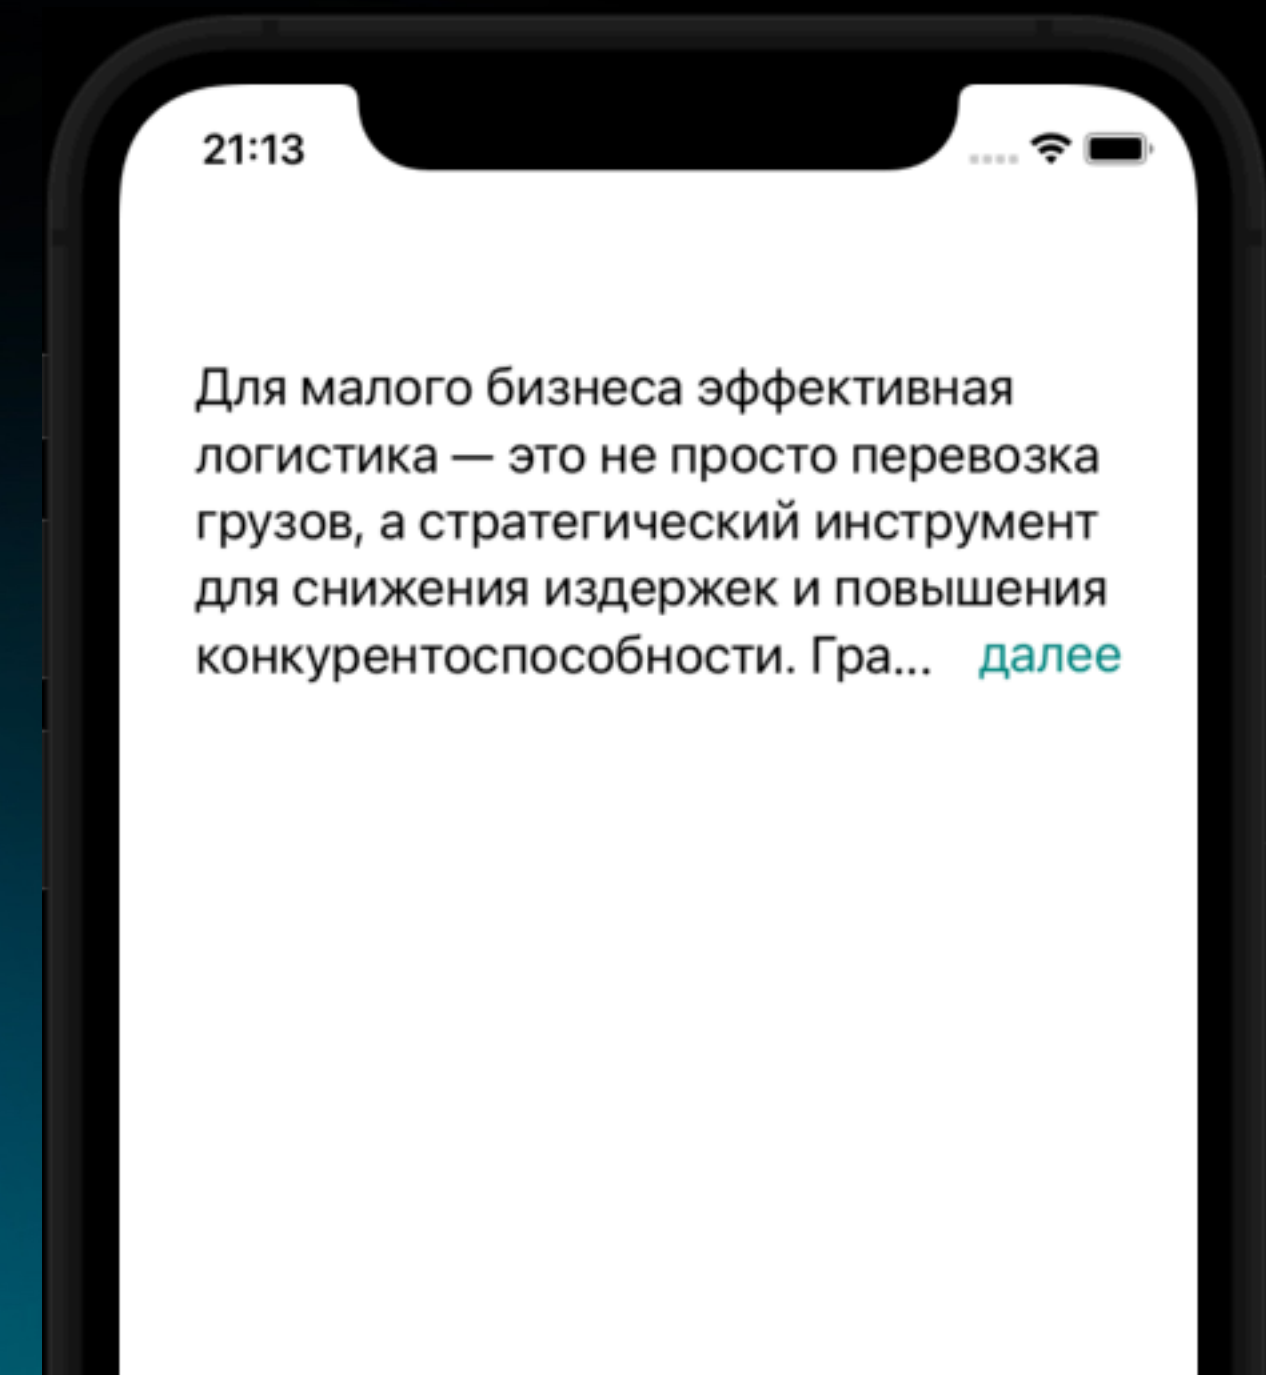 21:13
Для малого бизнеса эффективная
логистика — это не просто перевозка
грузов, а стратегический инструмент
для снижения издержек и повышения
конкурентоспособности. Гра... далее